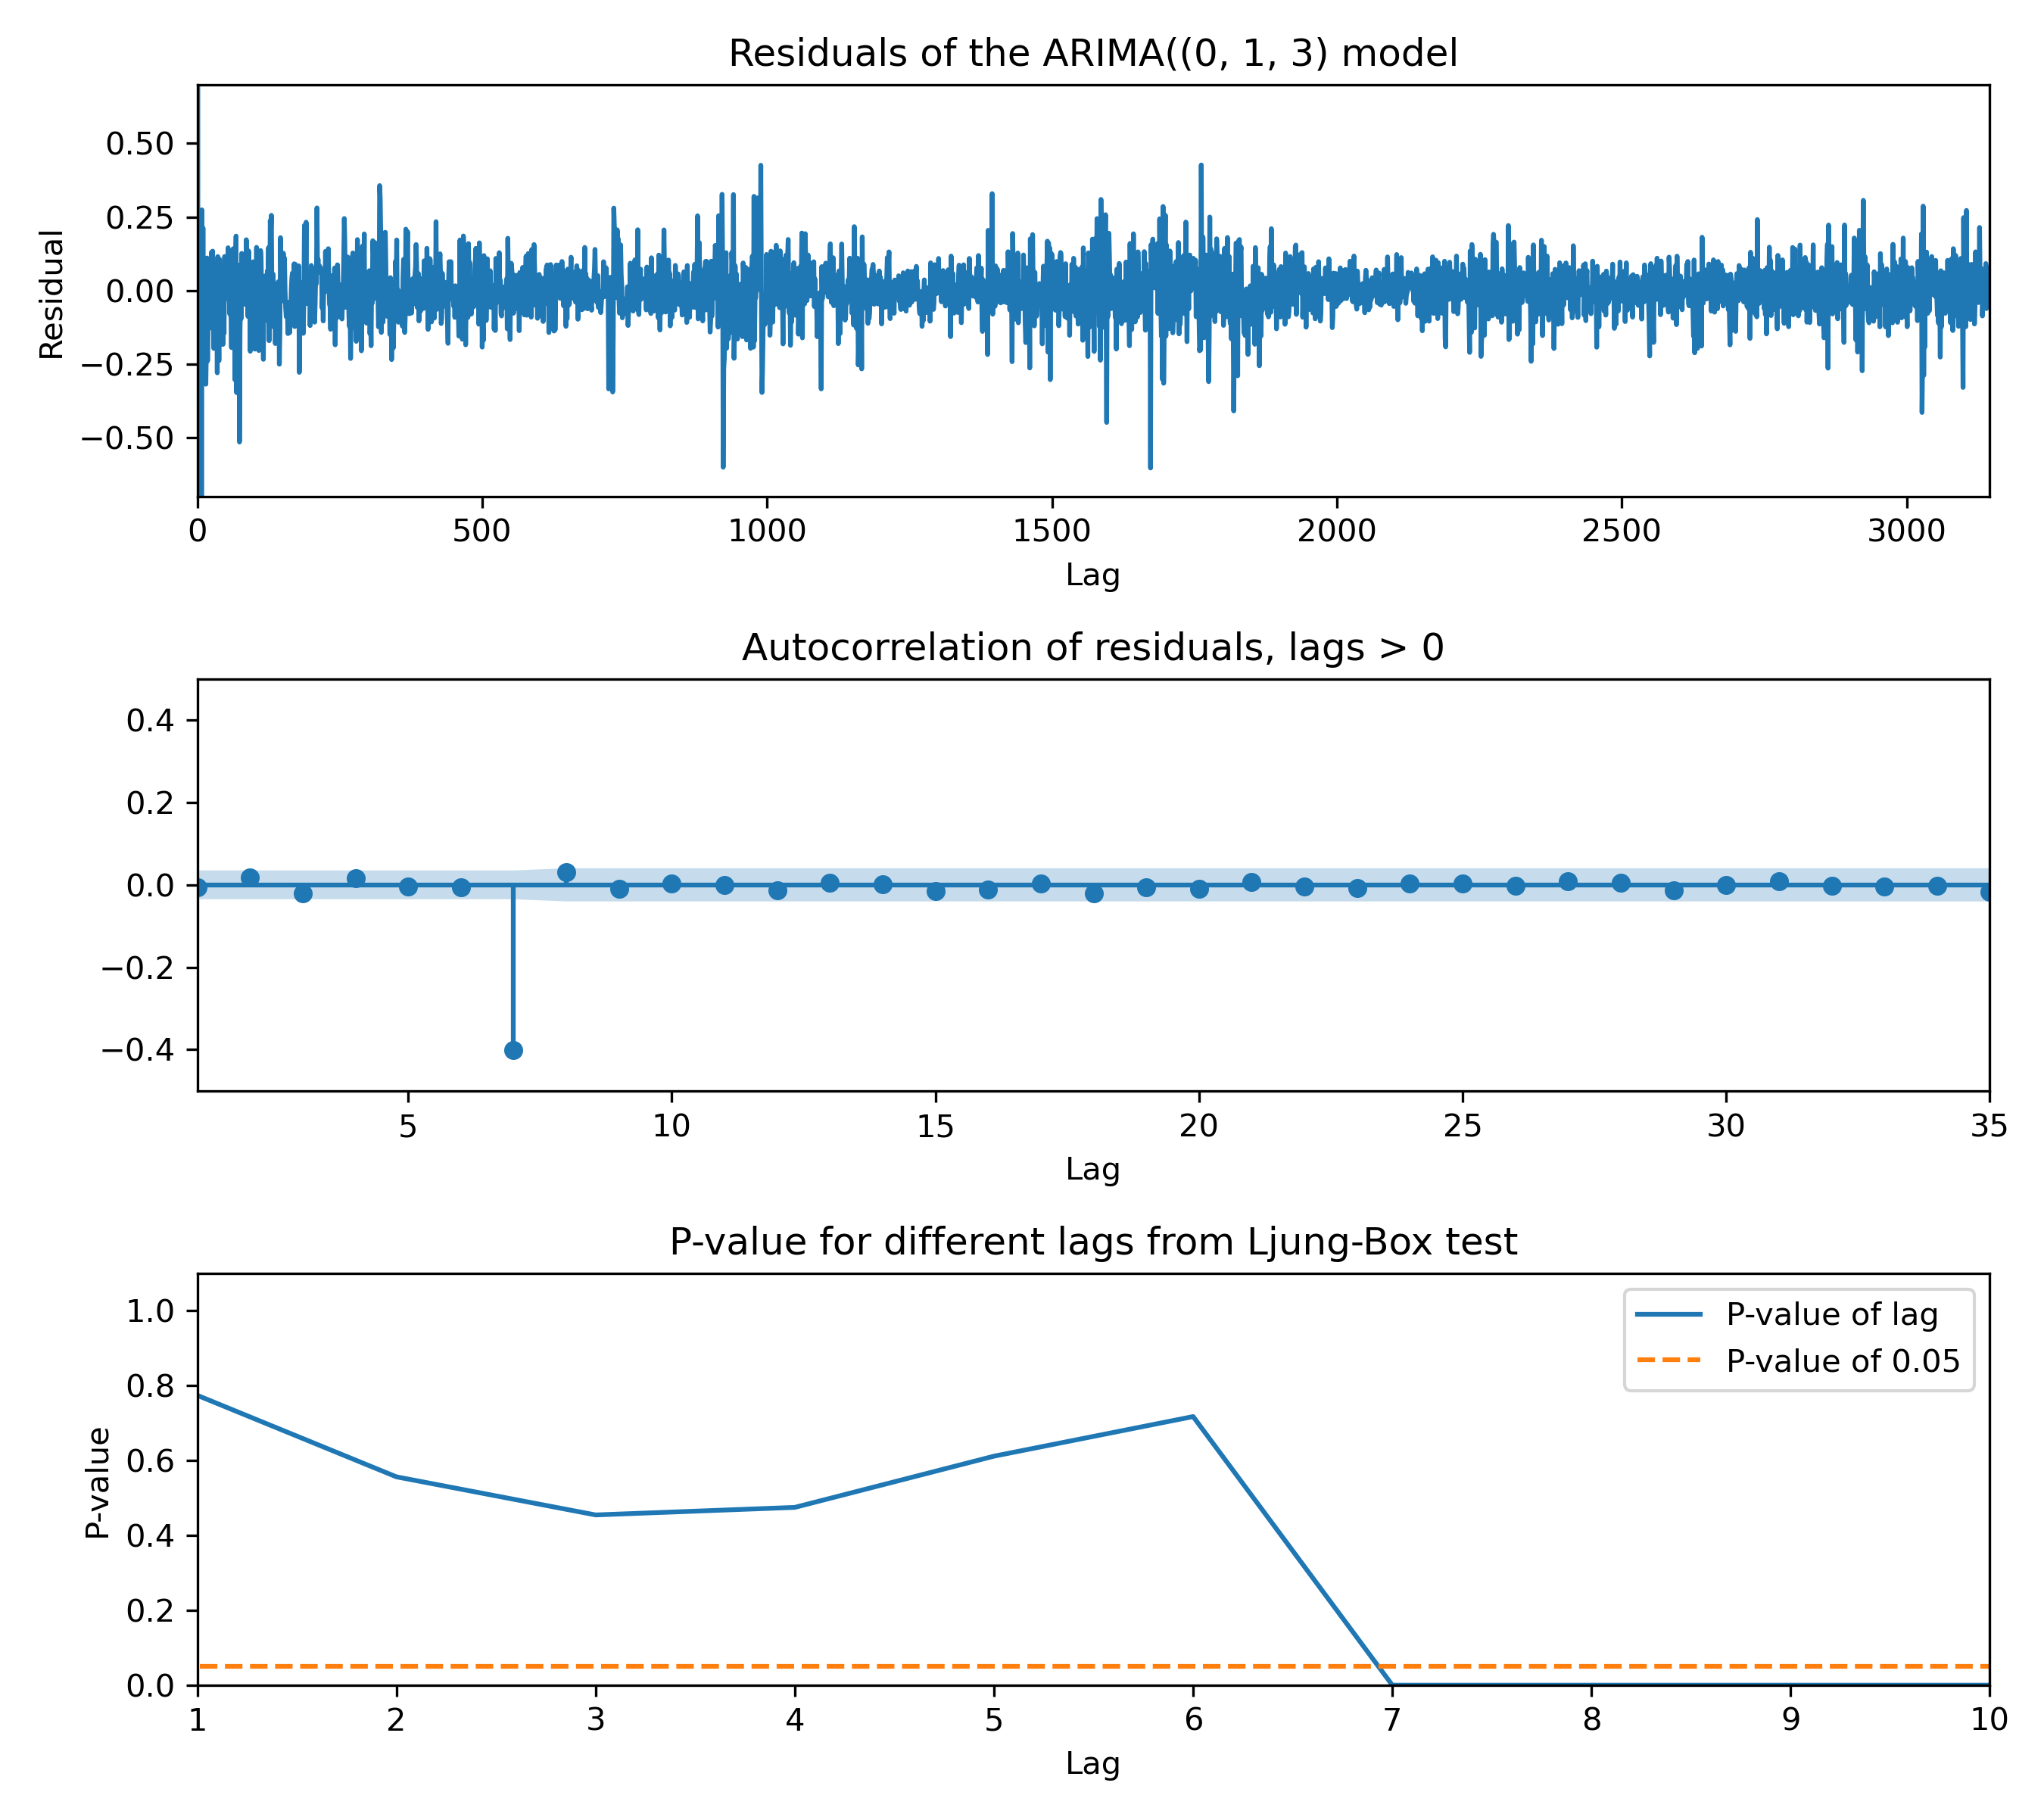 Residuals of the ARIMA((0, 1, 3) model
0.50
0.25
0.00
−0.25
−0.50
Residual
0 500 1000 1500 2000 2500 3000
Lag
Autocorrelation of residuals, lags > 0
0.4
0.2
0.0
−0.2
−0.4
5 10 15 20 25 30 35
Lag
P-value for different lags from Ljung-Box test
1.0
0.8
0.6
0.4
0.2
0.0
P-value
P-value of lag
P-value of 0.05
1 2 3 4 5 6 7 8 9 10
Lag